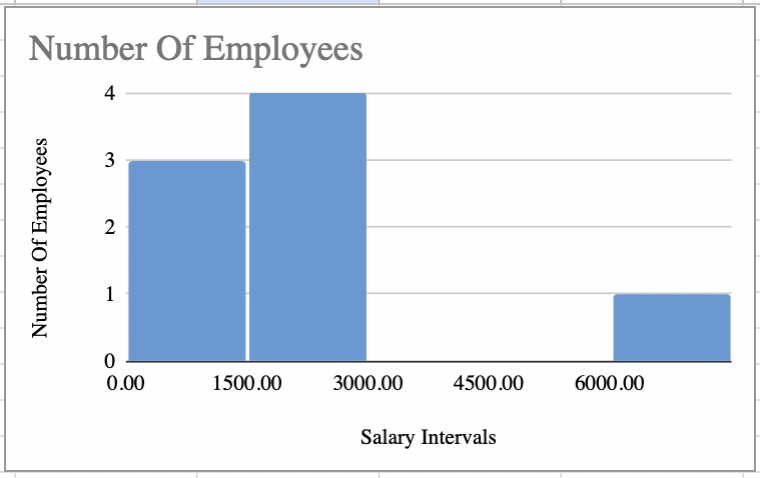 Number Of Employees
4
3
2
1
0
Number Of Employees
0.00 1500.00 3000.00 4500.00 6000.00
Salary Intervals